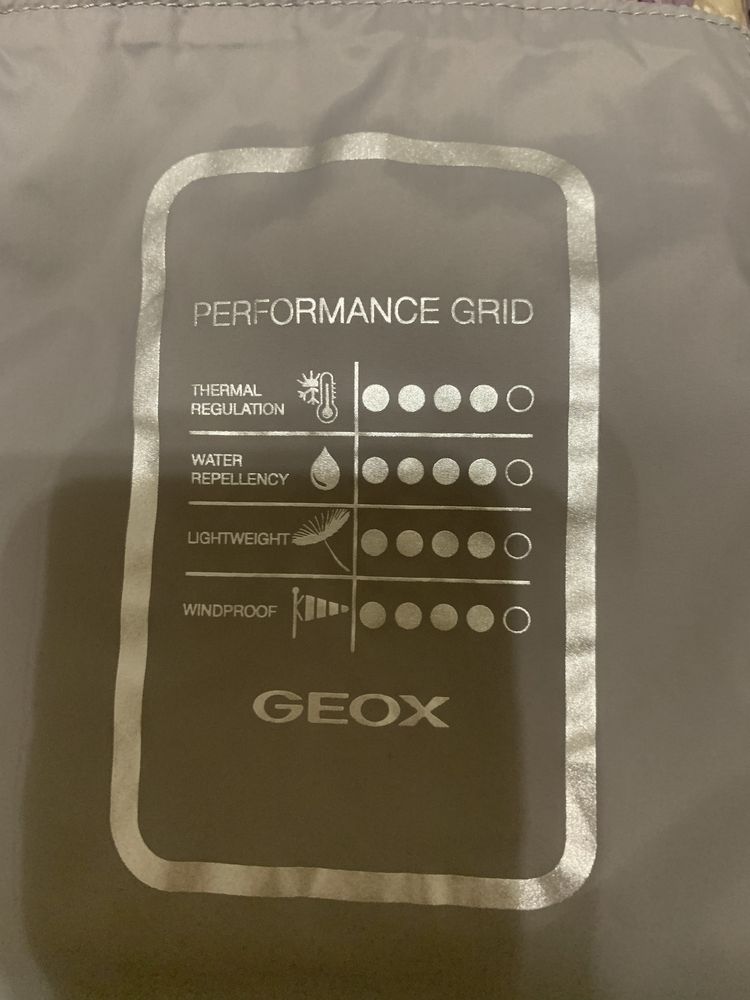 PERFORMANCE GRID
THERMAL
REGULATION
WATER
REPELLENCY
LIGHTWEIGHT
WINDPROOF
GEOX